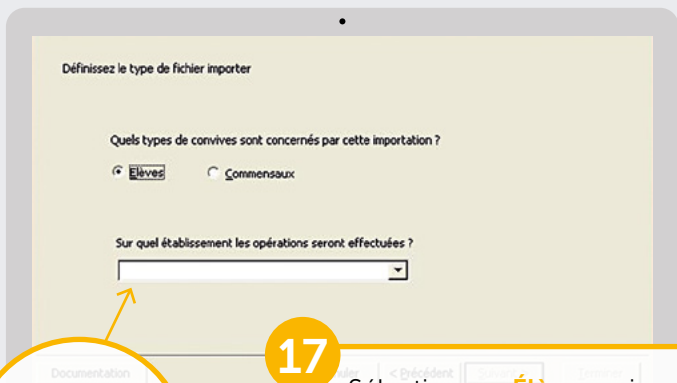 Définissez le type de fichier importer
Quels types de convives sont concernés par cette importation ?
Elèves Commensaux
Sur quel établissement les opérations seront effectuées ?
17
Documentation < Précédent